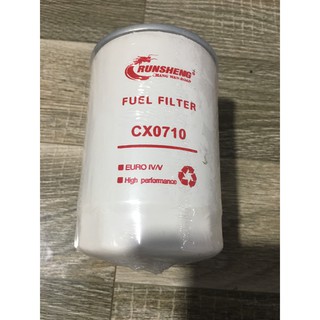 RUNSHENG
FUEL FILTER
CX0710
EURO IV/V
High performance